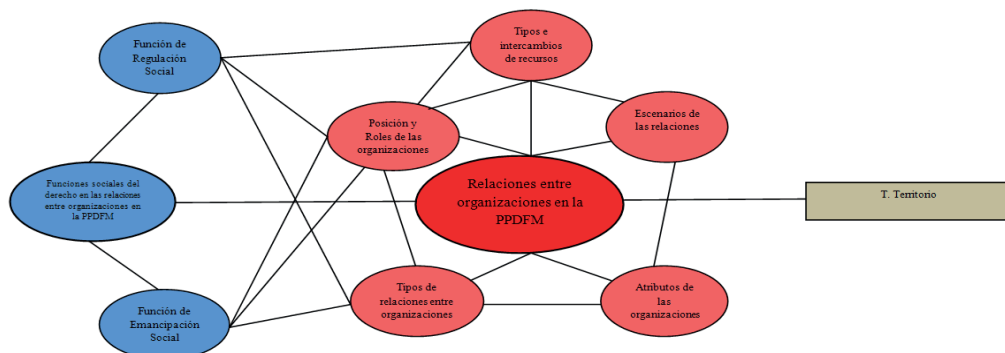 Función de
Regulación
Social
Tipos e
intercambios
de recursos
Posición y
Roles de las
organizaciones
Escenarios de
las relaciones
Funciones sociales del
derecho en las relaciones
entre organizaciones en
la PPDFM
Relaciones entre
organizaciones en la
PPDFM
T. Territorio
Función de
Emancipación
Social
Tipos de
relaciones entre
organizaciones
Atributos de
las
organizaciones